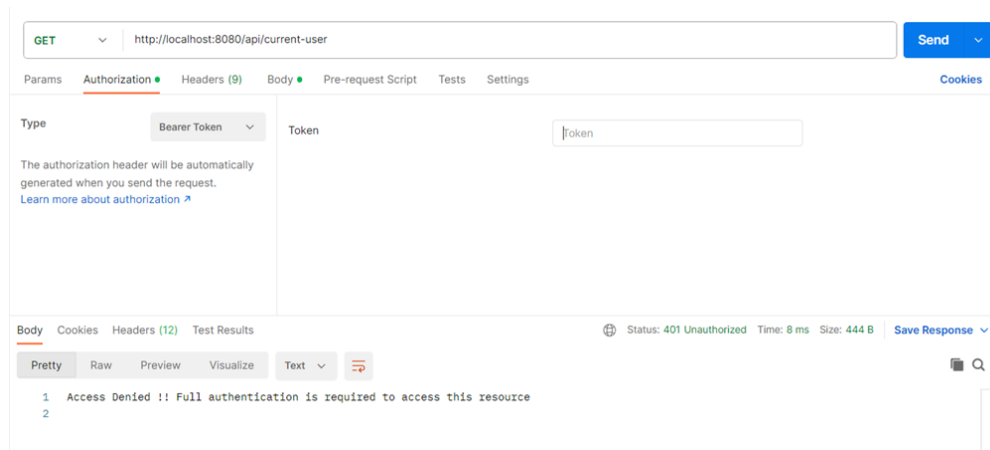 GET http://localhost:8080/api/current-user Send
Params Authorization Headers (9) Body Pre-request Script Tests Settings Cookies
Type Bearer Token Token Token
The authorization header will be automatically
generated when you send the request.
Learn more about authorization ↗
Body Cookies Headers (12) Test Results Status: 401 Unauthorized Time: 8 ms Size: 444 B Save Response
Pretty Raw Preview Visualize Text
1 Access Denied !! Full authentication is required to access this resource
2